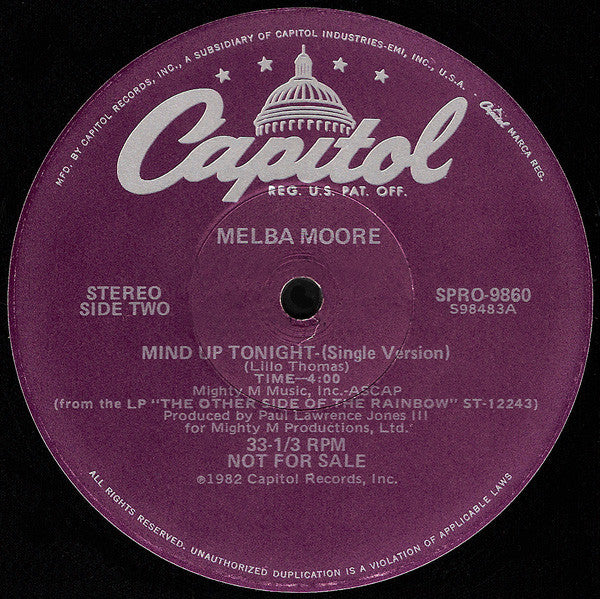 MFD. BY CAPITOL RECORDS, INC., A SUBSIDIARY OF CAPITOL INDUSTRIES-EMI, INC., U.S.A.
Capitol MARCA REG.
Capitol
REG. U.S. PAT. OFF.
MELBA MOORE
STEREO
SIDE TWO
SPRO-9860
S98483A
MIND UP TONIGHT-(Single Version)
(Lillo Thomas)
TIME-4:00
Mighty M Music, Inc.-ASCAP
(from the LP "THE OTHER SIDE OF THE RAINBOW" ST-12243)
Produced by Paul Lawrence Jones III
for Mighty M Productions, Ltd.
33-1/3 RPM
NOT FOR SALE
℗1982 Capitol Records, Inc.
ALL RIGHTS RESERVED. UNAUTHORIZED DUPLICATION IS A VIOLATION OF APPLICABLE LAWS